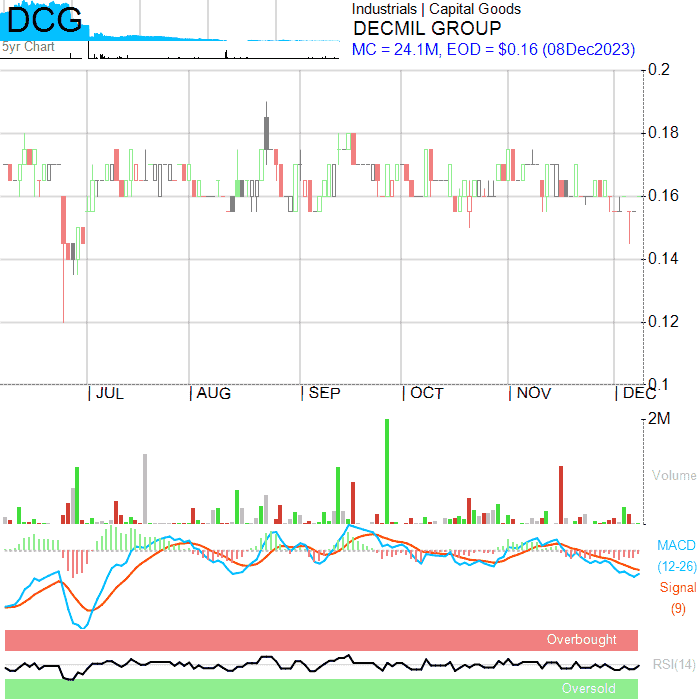 DCG
5yr Chart
Industrials | Capital Goods
DECMIL GROUP
MC = 24.1M, EOD = $0.16 (08Dec2023)
0.2
0.18
0.16
0.14
0.12
0.1
JUL AUG SEP OCT NOV DEC
2M
Volume
MACD
(12-26)
Signal
(9)
Overbought
RSI(14)
Oversold